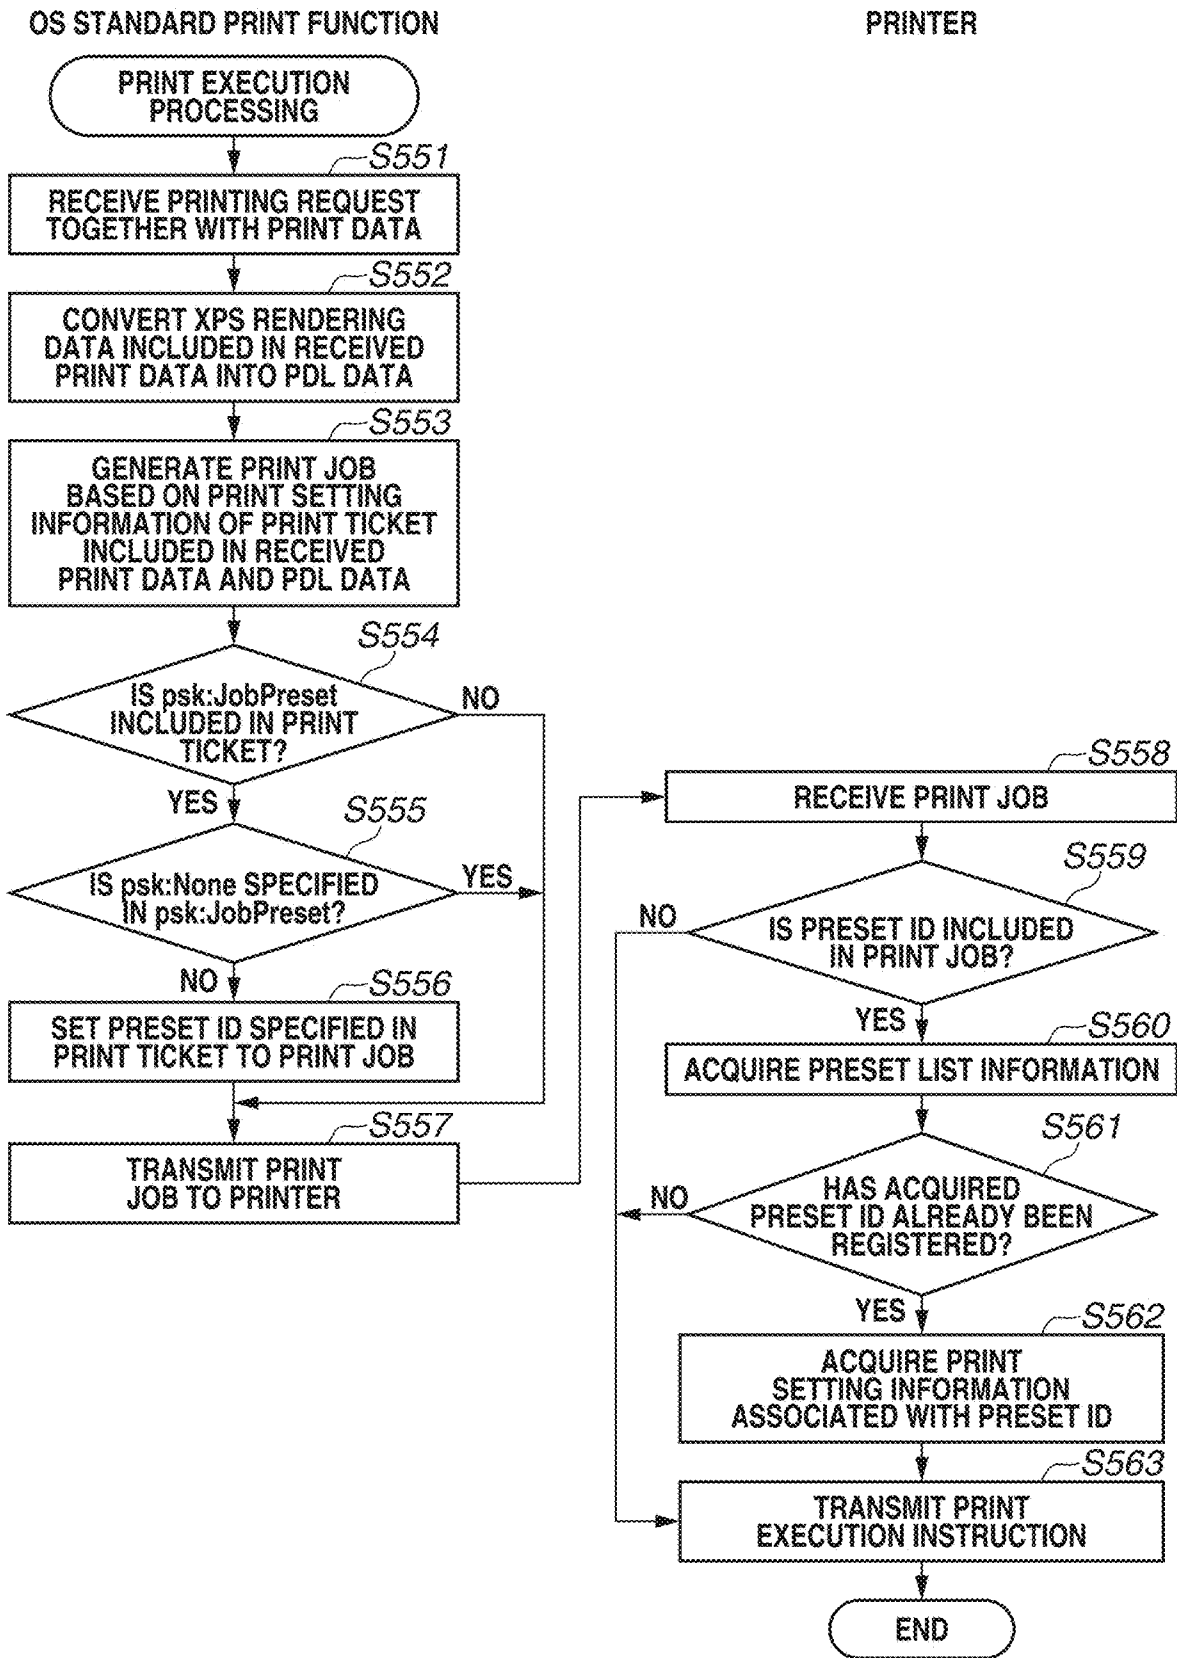 OS STANDARD PRINT FUNCTION
PRINT EXECUTION
PROCESSING
S551
RECEIVE PRINTING REQUEST
TOGETHER WITH PRINT DATA
S552
CONVERT XPS RENDERING
DATA INCLUDED IN RECEIVED
PRINT DATA INTO PDL DATA
S553
GENERATE PRINT JOB
BASED ON PRINT SETTING
INFORMATION OF PRINT TICKET
INCLUDED IN RECEIVED
PRINT DATA AND PDL DATA
S554
IS psk:JobPreset
INCLUDED IN PRINT
TICKET?
NO
YES
S555
IS psk:None SPECIFIED
IN psk:JobPreset?
YES
NO
S556
SET PRESET ID SPECIFIED IN
PRINT TICKET TO PRINT JOB
S557
TRANSMIT PRINT
JOB TO PRINTER
PRINTER
S558
RECEIVE PRINT JOB
S559
IS PRESET ID INCLUDED
IN PRINT JOB?
NO
YES
S560
ACQUIRE PRESET LIST INFORMATION
S561
HAS ACQUIRED
PRESET ID ALREADY BEEN
REGISTERED?
NO
YES
S562
ACQUIRE PRINT
SETTING INFORMATION
ASSOCIATED WITH PRESET ID
S563
TRANSMIT PRINT
EXECUTION INSTRUCTION
END